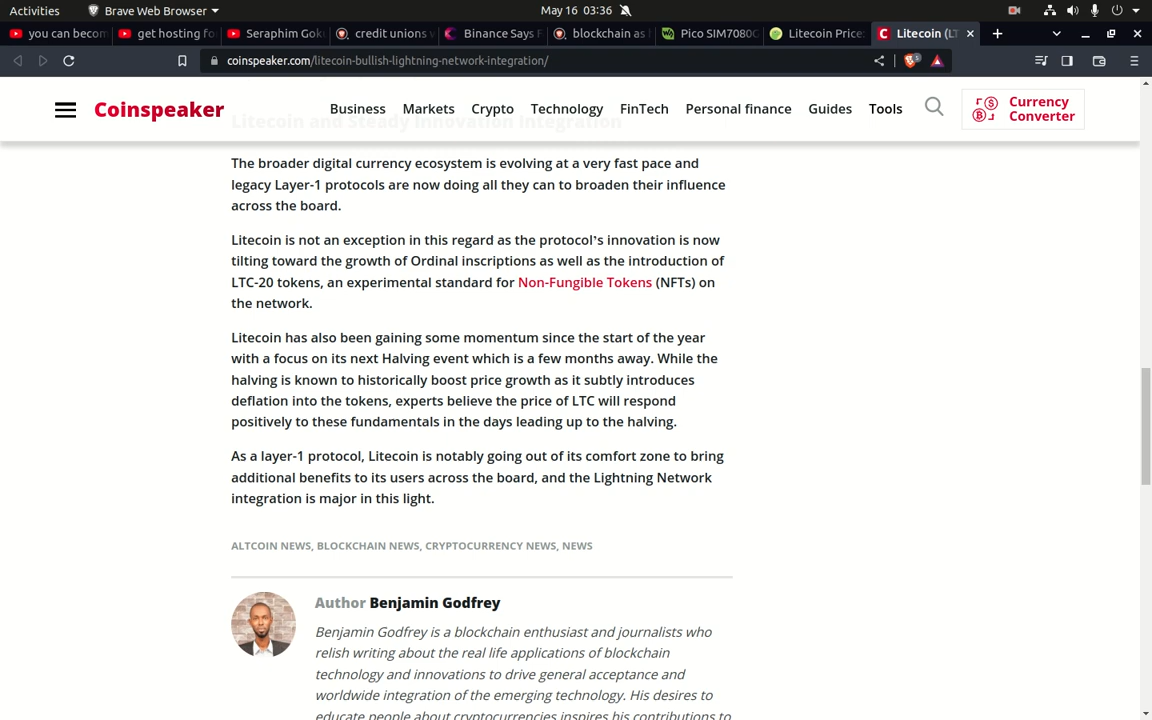 Activities
Brave Web Browser
May 16 03:36
you can becom
get hosting fo
Seraphim Gok
credit unions v
Binance Says F
blockchain as
Pico SIM7080G
Litecoin Price
Litecoin (LT
coinspeaker.com/litecoin-bullish-lightning-network-integration/
Coinspeaker
Business
Markets
Crypto
Technology
FinTech
Personal finance
Guides
Tools
Currency
Converter
Litecoin and Steady Innovation Integration
The broader digital currency ecosystem is evolving at a very fast pace and
legacy Layer-1 protocols are now doing all they can to broaden their influence
across the board.
Litecoin is not an exception in this regard as the protocol's innovation is now
tilting toward the growth of Ordinal inscriptions as well as the introduction of
LTC-20 tokens, an experimental standard for Non-Fungible Tokens (NFTs) on
the network.
Litecoin has also been gaining some momentum since the start of the year
with a focus on its next Halving event which is a few months away. While the
halving is known to historically boost price growth as it subtly introduces
deflation into the tokens, experts believe the price of LTC will respond
positively to these fundamentals in the days leading up to the halving.
As a layer-1 protocol, Litecoin is notably going out of its comfort zone to bring
additional benefits to its users across the board, and the Lightning Network
integration is major in this light.
ALTCOIN NEWS, BLOCKCHAIN NEWS, CRYPTOCURRENCY NEWS, NEWS
Author Benjamin Godfrey
Benjamin Godfrey is a blockchain enthusiast and journalists who
relish writing about the real life applications of blockchain
technology and innovations to drive general acceptance and
worldwide integration of the emerging technology. His desires to
educate people about cryptocurrencies inspires his contributions to